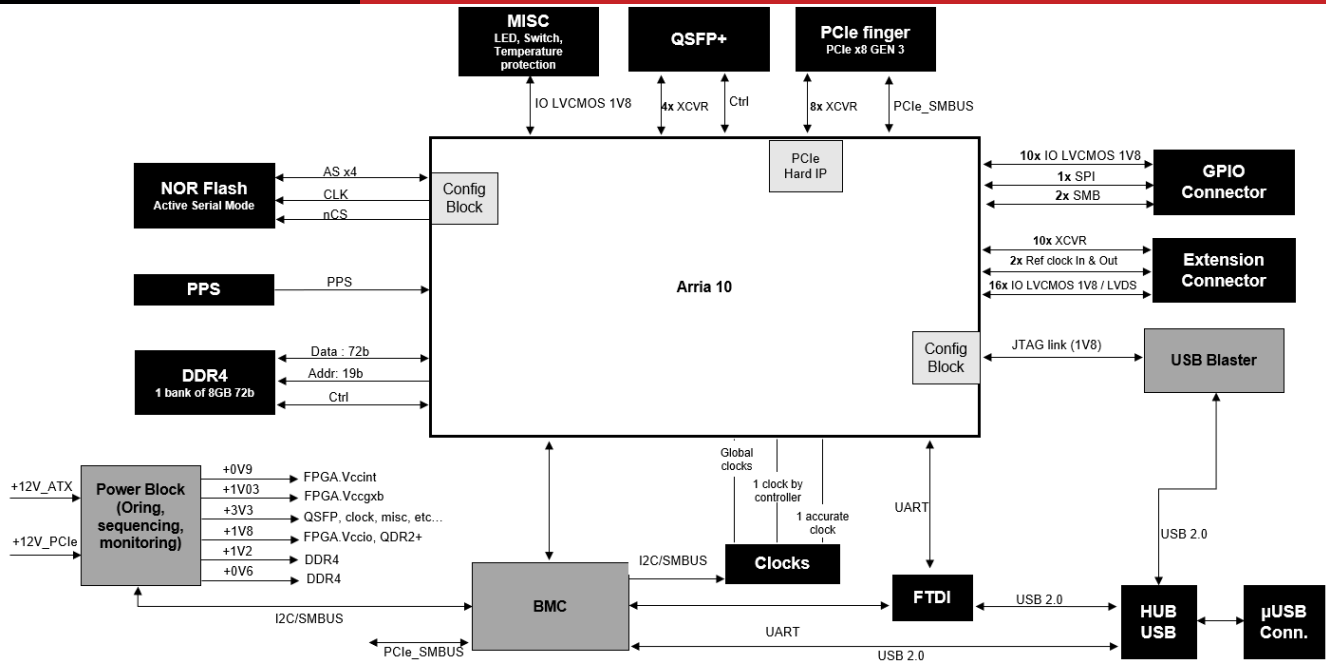 MISC
LED, Switch,
Temperature
protection
QSFP+
PCIe finger
PCIe x8 GEN 3
IO LVCMOS 1V8
4x XCVR
Ctrl
8x XCVR
PCIe_SMBUS
NOR Flash
Active Serial Mode
AS x4
CLK
nCS
Config
Block
PCIe
Hard IP
10x IO LVCMOS 1V8
1x SPI
2x SMB
GPIO
Connector
PPS
PPS
Arria 10
10x XCVR
2x Ref clock In & Out
16x IO LVCMOS 1V8 / LVDS
Extension
Connector
DDR4
1 bank of 8GB 72b
Data : 72b
Addr: 19b
Ctrl
Config
Block
JTAG link (1V8)
USB Blaster
+12V_ATX
+12V_PCIe
Power Block
(Oring,
sequencing,
monitoring)
+0V9
FPGA.Vccint
+1V03
FPGA.Vccgxb
+3V3
QSFP, clock, misc, etc...
+1V8
FPGA.Vccio, QDR2+
+1V2
DDR4
+0V6
DDR4
Global
clocks
1 clock by
controller
1 accurate
clock
UART
USB 2.0
I2C/SMBUS
Clocks
I2C/SMBUS
BMC
FTDI
USB 2.0
HUB
USB
µUSB
Conn.
UART
PCIe_SMBUS
USB 2.0